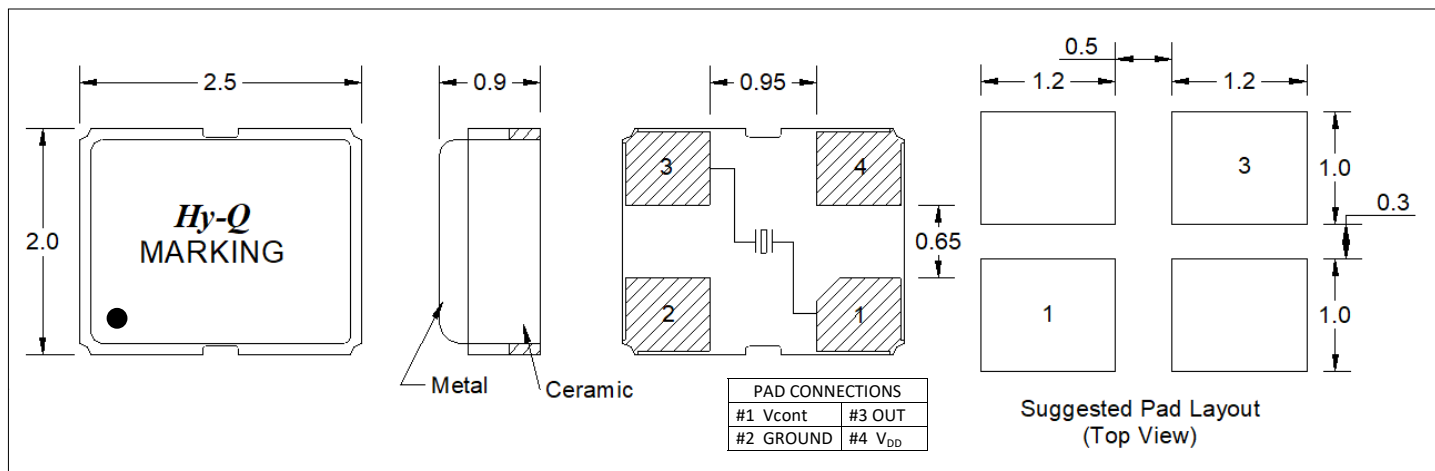 2.5
0.9
0.95
0.5
1.2
1.2
2.0
Hy-Q
MARKING
3
4
2
1
0.65
3
1
1.0
0.3
1.0
Metal
Ceramic
PAD CONNECTIONS
#1 Vcont #3 OUT
#2 GROUND #4 VDD
Suggested Pad Layout
(Top View)